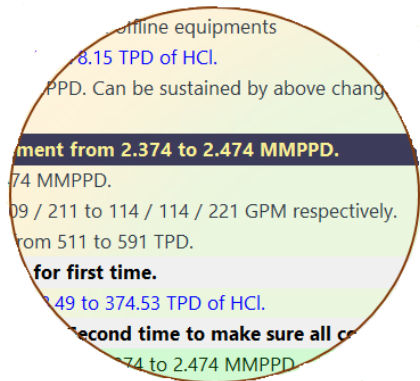 offline equipments
8.15 TPD of HCl.
PPD. Can be sustained by above chang
ment from 2.374 to 2.474 MMPPD.
74 MMPPD.
09 / 211 to 114 / 114 / 221 GPM respectively.
from 511 to 591 TPD.
for first time.
.49 to 374.53 TPD of HCl.
Second time to make sure all
74 to 2.474 MMPPD